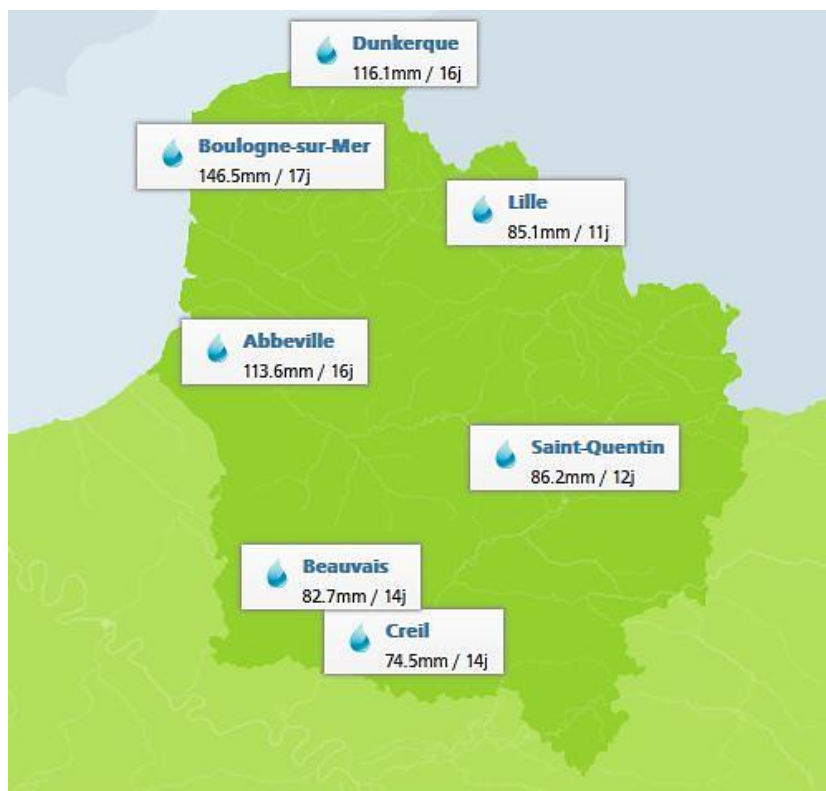 Dunkerque
116.1mm / 16j
Boulogne-sur-Mer
146.5mm / 17j
Lille
85.1mm / 11j
Abbeville
113.6mm / 16j
Saint-Quentin
86.2mm / 12j
Beauvais
82.7mm / 14j
Creil
74.5mm / 14j